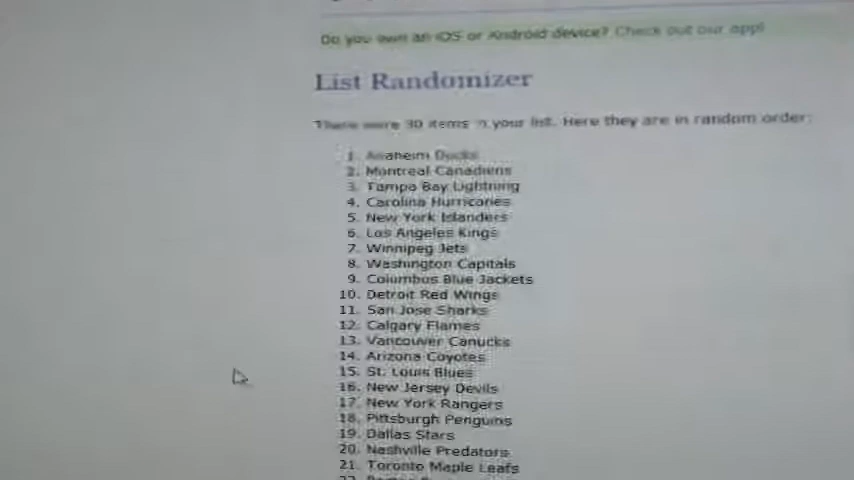 Do you own an iOS or Android device? Check out our app!
List Randomizer
There were 30 items in your list. Here they are in random order:
1. Anaheim Ducks
2. Montreal Canadiens
3. Tampa Bay Lightning
4. Carolina Hurricanes
5. New York Islanders
6. Los Angeles Kings
7. Winnipeg Jets
8. Washington Capitals
9. Columbus Blue Jackets
10. Detroit Red Wings
11. San Jose Sharks
12. Calgary Flames
13. Vancouver Canucks
14. Arizona Coyotes
15. St. Louis Blues
16. New Jersey Devils
17. New York Rangers
18. Pittsburgh Penguins
19. Dallas Stars
20. Nashville Predators
21. Toronto Maple Leafs